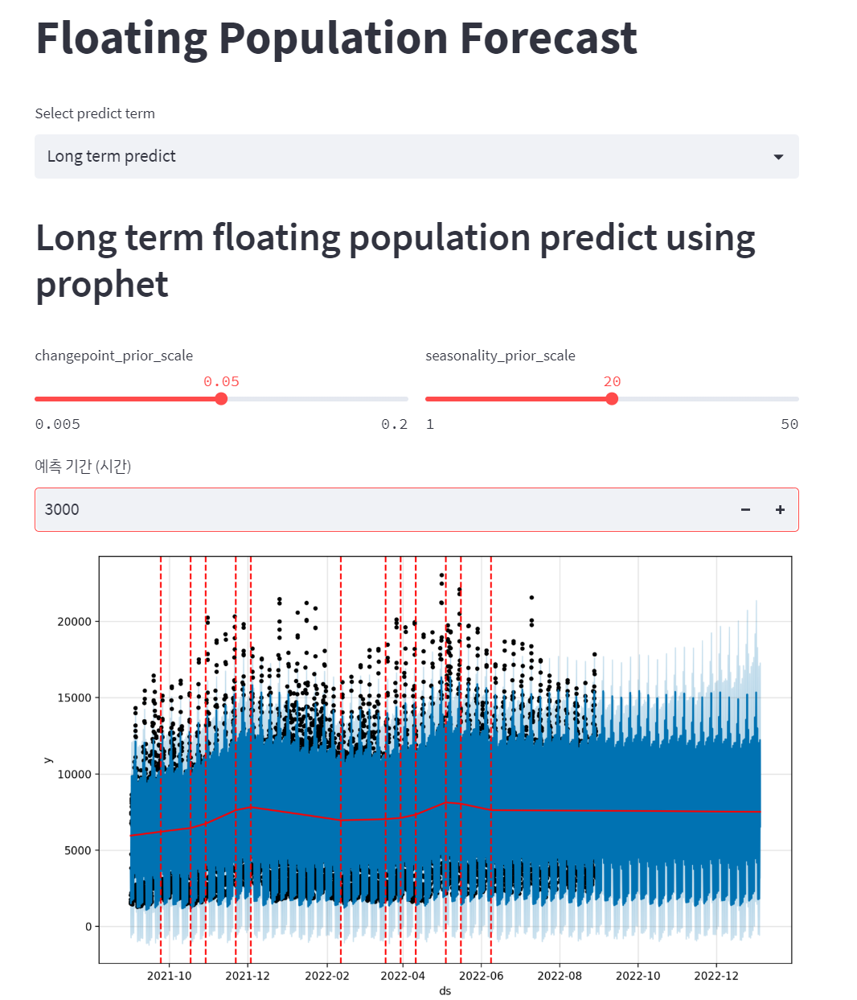 Floating Population Forecast
Select predict term
Long term predict
Long term floating population predict using
prophet
changepoint_prior_scale
seasonality_prior_scale
0.05
20
0.005
0.2
1
50
예측 기간 (시간)
3000
20000
15000
10000
5000
0
y
2021-10
2021-12
2022-02
2022-04
2022-06
2022-08
2022-10
2022-12
ds